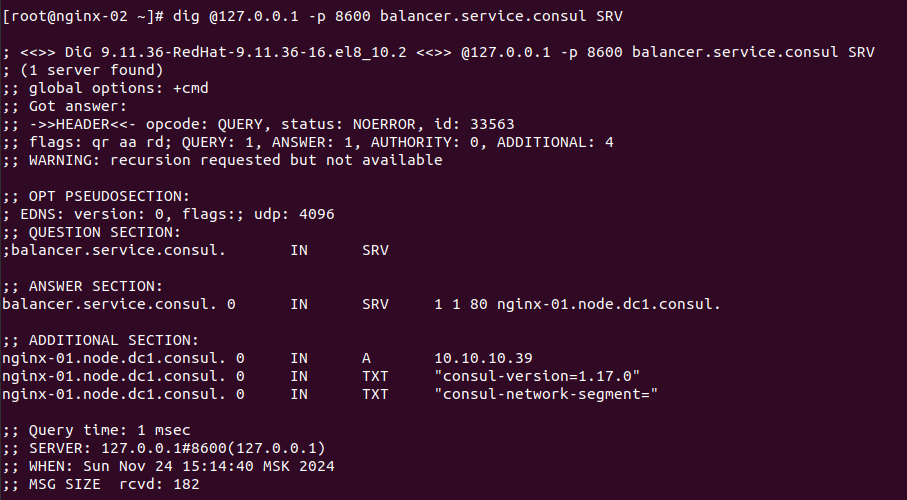 [root@nginx-02 ~]# dig @127.0.0.1 -p 8600 balancer.service.consul SRV
; <<>> DiG 9.11.36-RedHat-9.11.36-16.el8_10.2 <<>> @127.0.0.1 -p 8600 balancer.service.consul SRV
; (1 server found)
;; global options: +cmd
;; Got answer:
;; ->>HEADER<<- opcode: QUERY, status: NOERROR, id: 33563
;; flags: qr aa rd; QUERY: 1, ANSWER: 1, AUTHORITY: 0, ADDITIONAL: 4
;; WARNING: recursion requested but not available
;; OPT PSEUDOSECTION:
; EDNS: version: 0, flags:; udp: 4096
;; QUESTION SECTION:
;balancer.service.consul. IN SRV
;; ANSWER SECTION:
balancer.service.consul. 0 IN SRV 1 1 80 nginx-01.node.dc1.consul.
;; ADDITIONAL SECTION:
nginx-01.node.dc1.consul. 0 IN A 10.10.10.39
nginx-01.node.dc1.consul. 0 IN TXT "consul-version=1.17.0"
nginx-01.node.dc1.consul. 0 IN TXT "consul-network-segment="
;; Query time: 1 msec
;; SERVER: 127.0.0.1#8600(127.0.0.1)
;; WHEN: Sun Nov 24 15:14:40 MSK 2024
;; MSG SIZE rcvd: 182